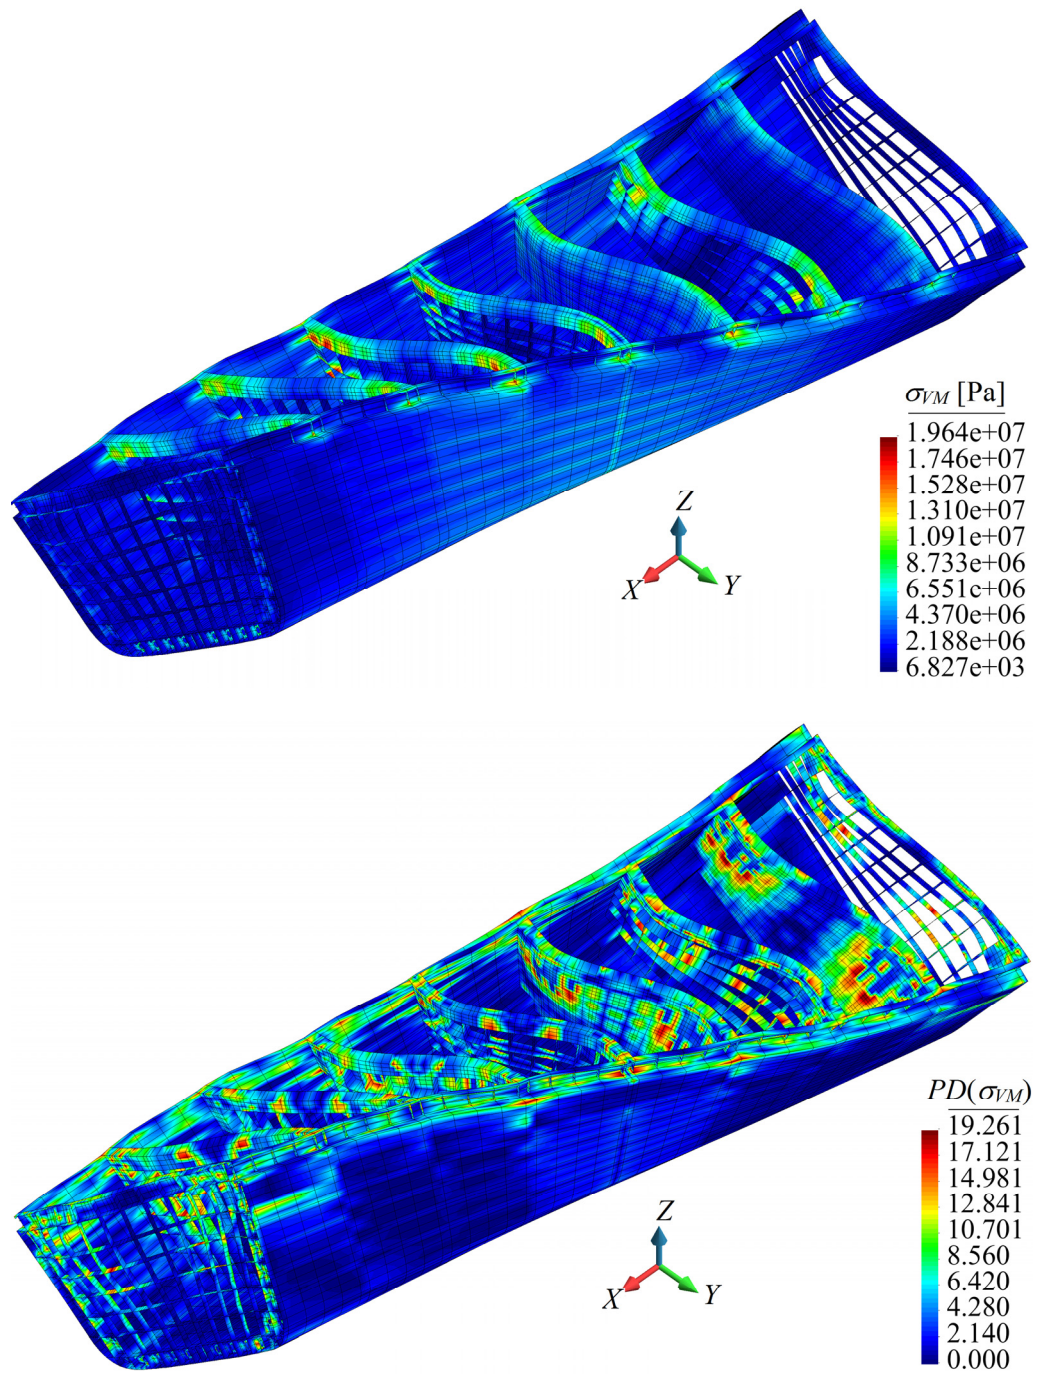 σVM [Pa]
1.964e+07
1.746e+07
1.528e+07
1.310e+07
1.091e+07
8.733e+06
6.551c+06
4.370e+06
2.188e+06
6.827e+03
Z
X
Y
PD(σVM)
19.261
17.121
14.981
12.841
10.701
8.560
6.420
4.280
2.140
0.000
Z
X
Y